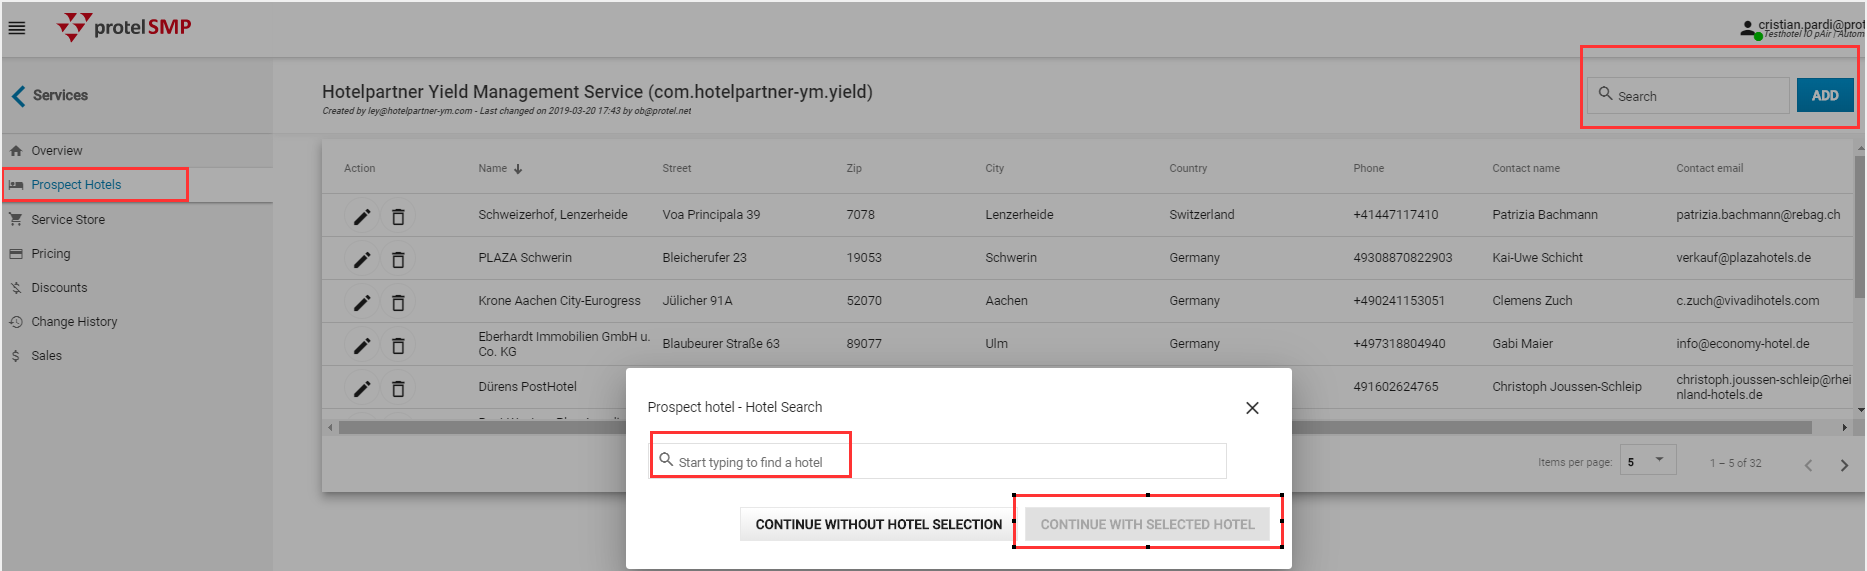 protel SMP
cristian.pardi@prot
Testhotel IO pAir | Autom
Services
Hotelpartner Yield Management Service (com.hotelpartner-ym.yield)
Created by ley@hotelpartner-ym.com - Last changed on 2019-03-20 17:43 by ob@protel.net
Search
ADD
Overview
Prospect Hotels
Service Store
Pricing
Discounts
Change History
Sales
Action Name Street Zip City Country Phone Contact name Contact email
Schweizerhof, Lenzerheide Voa Principala 39 7078 Lenzerheide Switzerland +41447117410 Patrizia Bachmann patrizia.bachmann@rebag.ch
PLAZA Schwerin Bleicherufer 23 19053 Schwerin Germany 49308870822903 Kai-Uwe Schicht verkauf@plazahotels.de
Krone Aachen City-Eurogress Jülicher 91A 52070 Aachen Germany +490241153051 Clemens Zuch c.zuch@vivadihotels.com
Eberhardt Immobilien GmbH u.
Co. KG Blaubeurer Straße 63 89077 Ulm Germany +497318804940 Gabi Maier info@economy-hotel.de
Dürens PostHotel 491602624765 Christoph Joussen-Schleip christoph.joussen-schleip@rhei
nland-hotels.de
Prospect hotel - Hotel Search
Start typing to find a hotel
CONTINUE WITHOUT HOTEL SELECTION
CONTINUE WITH SELECTED HOTEL
Items per page: 5 1 – 5 of 32